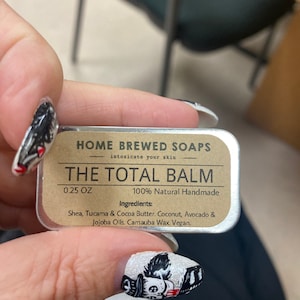 HOME BREWED SOAPS
intoxicate your skin
THE TOTAL BALM
0.25 OZ 100% Natural Handmade
Ingredients:
Shea, Tucuma & Cocoa Butter, Coconut, Avocado &
Jojoba Oils, Carnauba Wax, Vegan.